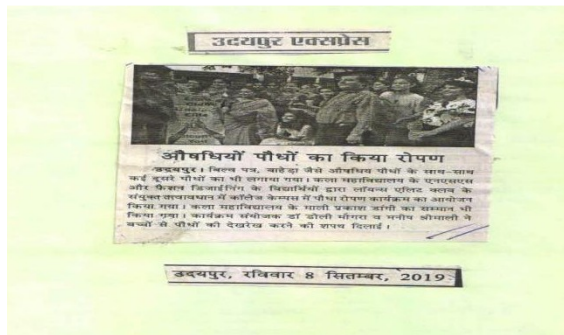 उदयपुर एक्सप्रेस
औषधियों पौधों का किया रोपण
उदयपुर। बिल्व पत्र, बाहेड़ा जैसे औषधिय पौधों के साथ-साथ
कई दूसरे पौधों का भी लगाया गया। कला महाविद्यालय के एनएसएस
और फैशन डिजाईनिंग के विद्यार्थियों द्वारा लॉयन्स एलिट क्लब के
संयुक्त तत्वावधान में कॉलेज केम्पस में पौधा रोपण कार्यक्रम का आयोजन
किया गया। कला महाविद्यालय के माली प्रकाश डांगी का सम्मान भी
किया गया। कार्यक्रम संयोजक डॉ डोली मोगरा व मनीष श्रीमाली ने
बच्चों से पौधों की देखरेख करने की शपथ दिलाई।
उदयपुर, रविवार 8 सितम्बर, 2019